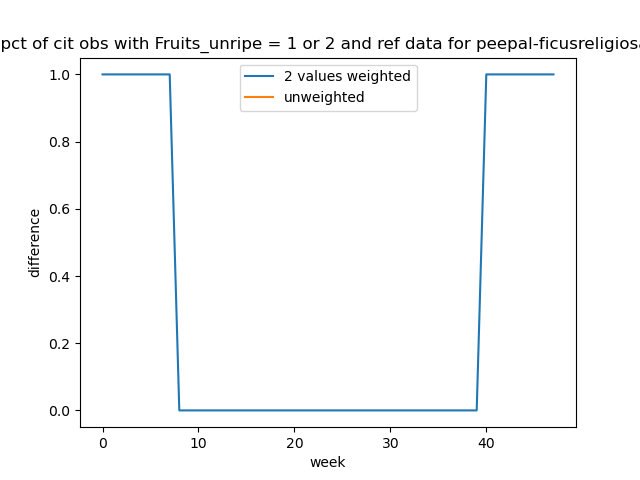 pct of cit obs with Fruits_unripe = 1 or 2 and ref data for peepal-ficusreligiosa
1.0
0.8
0.6
0.4
0.2
0.0
difference
2 values weighted
unweighted
0 10 20 30 40
week